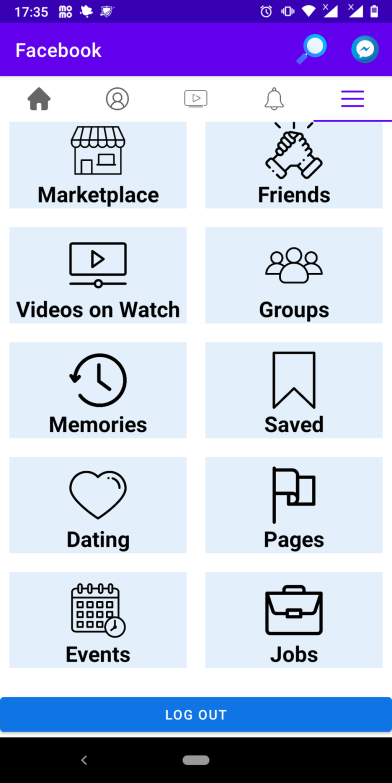 17:35
Facebook
Marketplace
Friends
Videos on Watch
Groups
Memories
Saved
Dating
Pages
Events
Jobs
LOG OUT